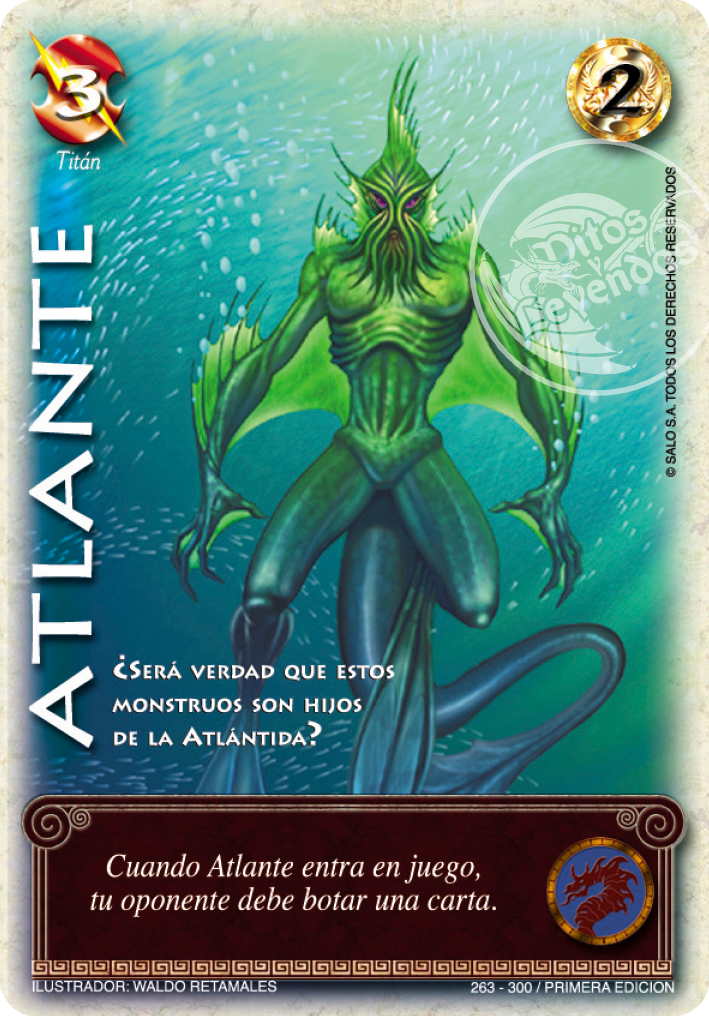 3
2
Titán
Mitos
y
Leyendas
© SALO S.A. TODOS LOS DERECHOS RESERVADOS
ATLANTE
¿Será verdad que estos
monstruos son hijos
de la Atlántida?
Cuando Atlante entra en juego,
tu oponente debe botar una carta.
ILUSTRADOR: WALDO RETAMALES
263 - 300 / PRIMERA EDICION